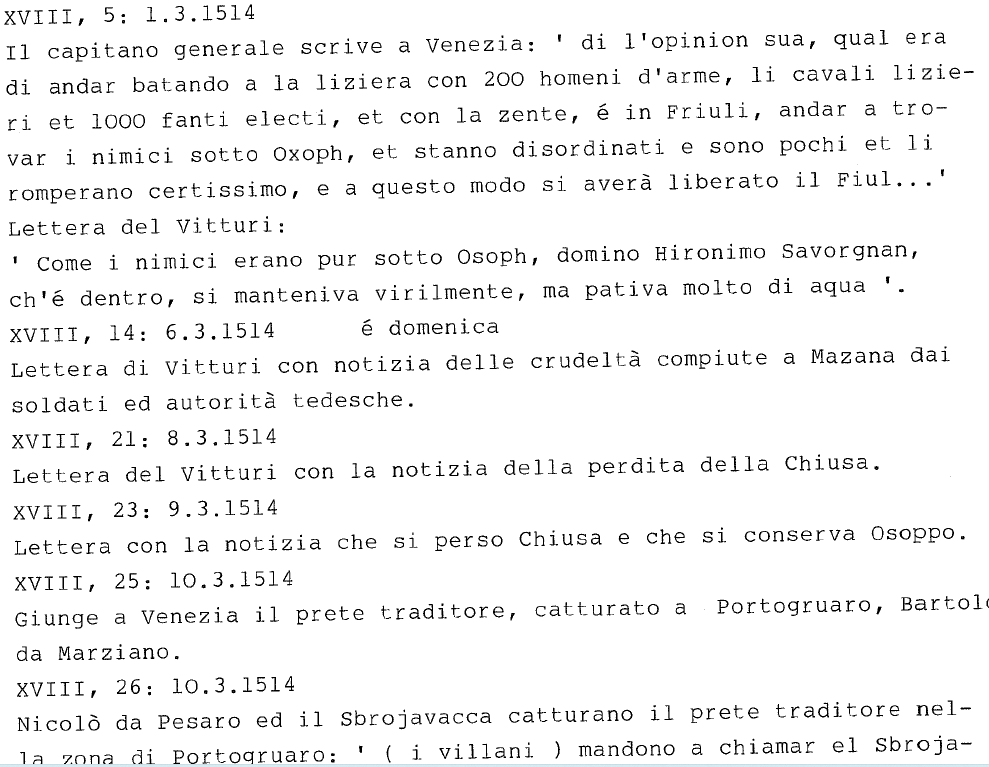 XVIII, 5: 1.3.1514
Il capitano generale scrive a Venezia: ' di l'opinion sua, qual era
di andar batando a la liziera con 200 homeni d'arme, li cavali lizie-
ri et 1000 fanti electi, et con la zente, é in Friuli, andar a tro-
var i nimici sotto Oxoph, et stanno disordinati e sono pochi et li
romperano certissimo, e a questo modo si averà liberato il Fiul...'
Lettera del Vitturi:
' Come i nimici erano pur sotto Osoph, domino Hironimo Savorgnan,
ch'é dentro, si manteniva virilmente, ma pativa molto di aqua '.
XVIII, 14: 6.3.1514 é domenica
Lettera di Vitturi con notizia delle crudeltà compiute a Mazana dai
soldati ed autorità tedesche.
XVIII, 21: 8.3.1514
Lettera del Vitturi con la notizia della perdita della Chiusa.
XVIII, 23: 9.3.1514
Lettera con la notizia che si perso Chiusa e che si conserva Osoppo.
XVIII, 25: 10.3.1514
Giunge a Venezia il prete traditore, catturato a Portogruaro,
da Marziano.
XVIII, 26: 10.3.1514
Nicolò da Pesaro ed il Sbrojavacca catturano il prete traditore nel-
la zona di Portogruaro: ' ( i villani ) mandono a chiamar el Sbroja-